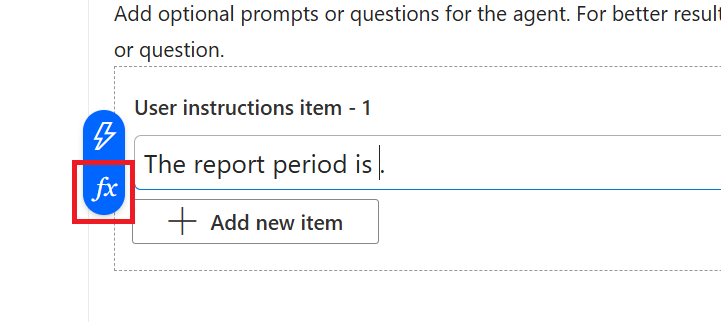 Add optional prompts or questions for the agent. For better result
or question.
User instructions item - 1
The report period is .
fx
Add new item